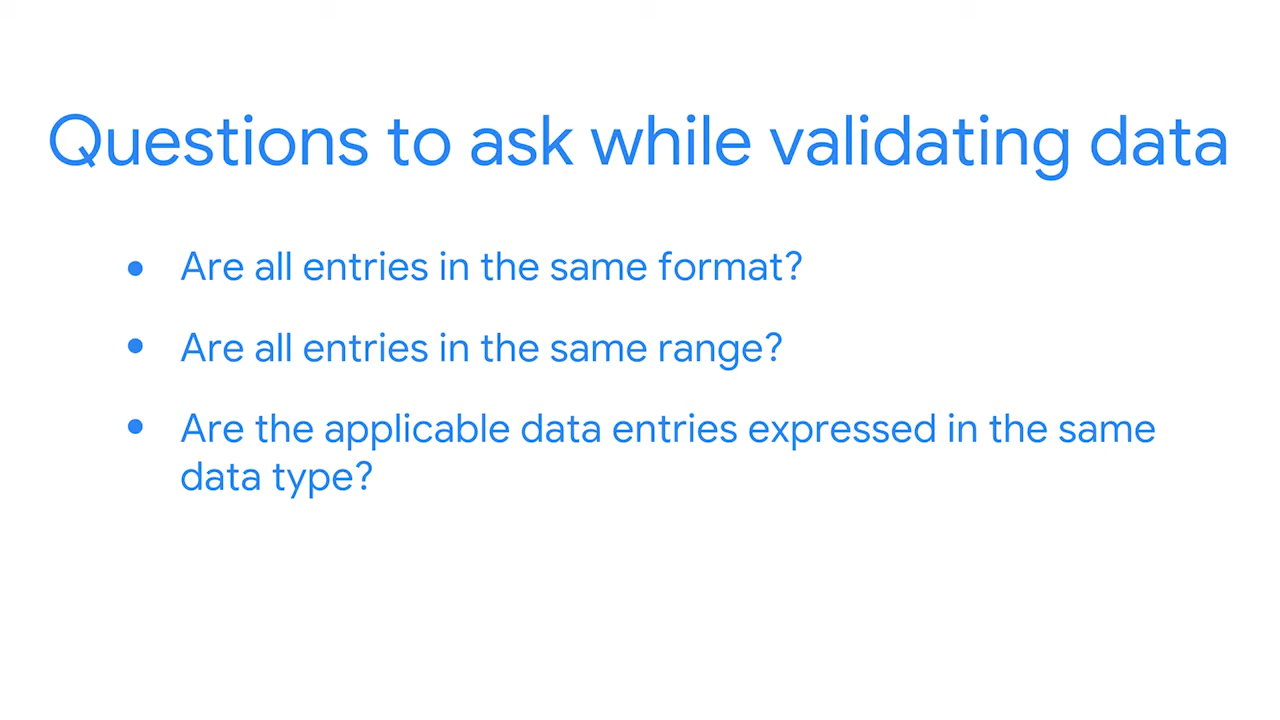 Questions to ask while validating data
• Are all entries in the same format?
• Are all entries in the same range?
• Are the applicable data entries expressed in the same
data type?